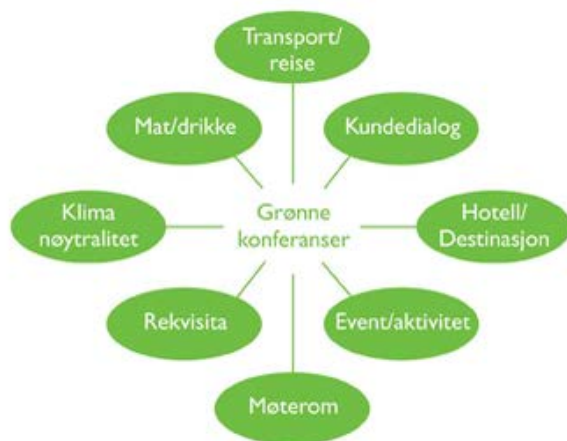 Transport/
reise
Mat/drikke
Kundedialog
Klima
nøytralitet
Grønne
konferanser
Hotell/
Destinasjon
Rekvisita
Event/aktivitet
Møterom